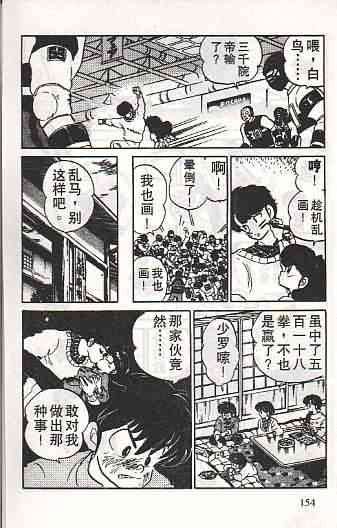 喂，白
鸟……
三千院
帝输
了？
哼！
趁机乱
画！
啊！
晕倒了！
我也
画！
我也
画！
乱马，别
这样吧。
虽中了五
百一十八
拳，不也
是赢了？
少罗嗦！
那家伙竟
然……
敢对我
做出那
种事！
154